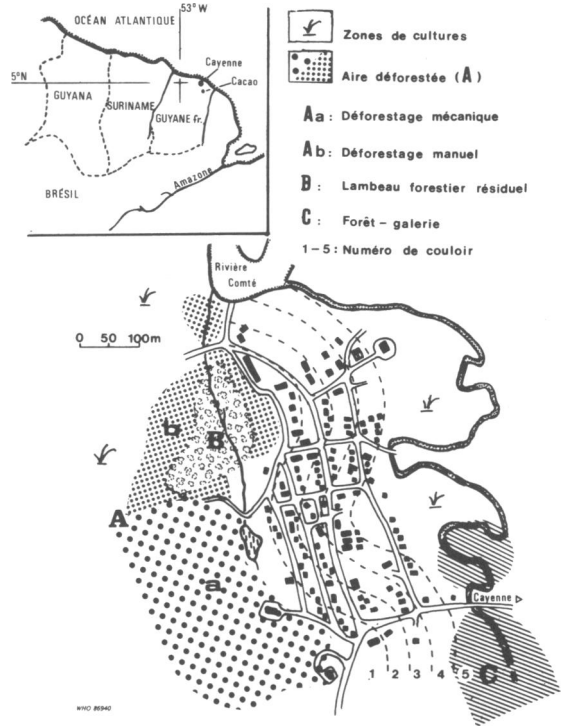 OCÉAN ATLANTIQUE
53° W
5°N
Cayenne
Cacao
GUYANA
SURINAME
GUYANE fr.
BRÉSIL
Amazone
Zones de cultures
Aire déforestée (A)
Aa: Déforestage mécanique
Ab: Déforestage manuel
B: Lambeau forestier résiduel
C: Forêt-galerie
1-5: Numéro de couloir
Rivière
Comté
0 50 100m
b
B
A
a
Cayenne
1 2 3 4 5
C
WHO 86940